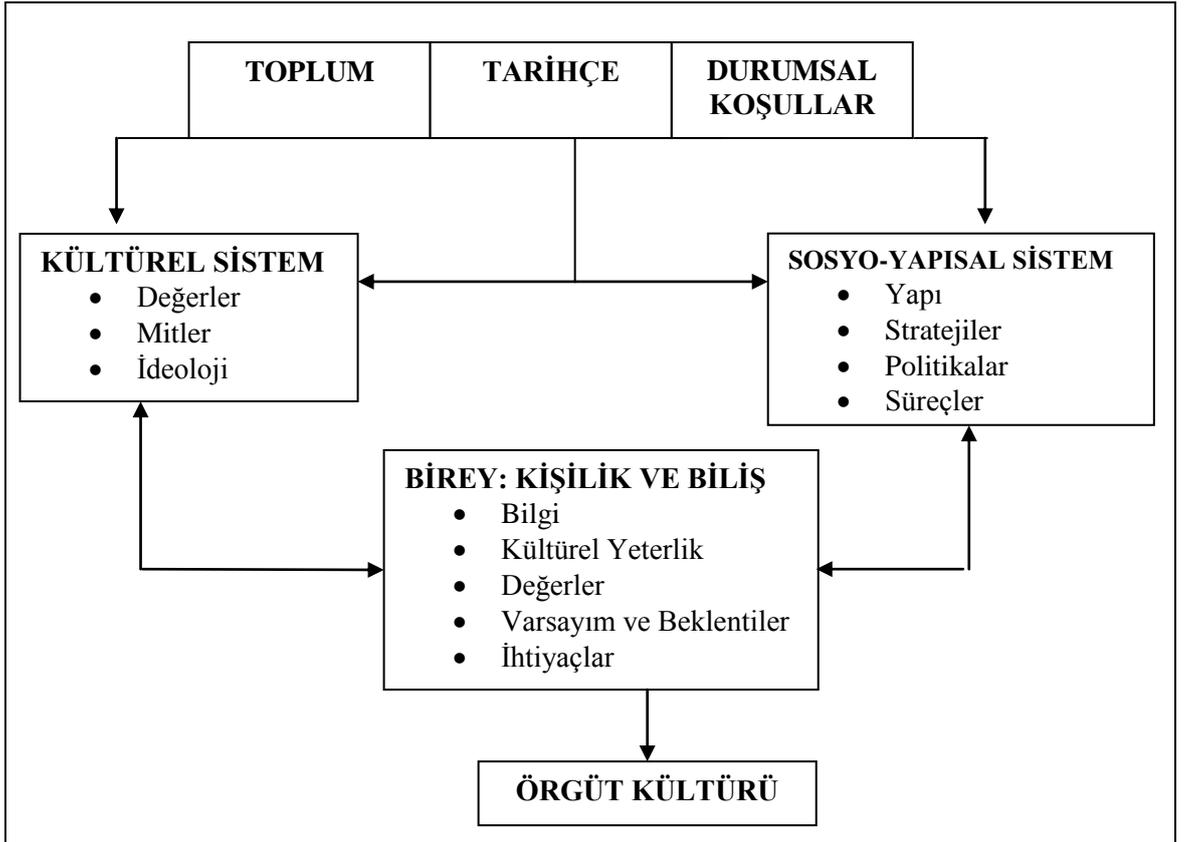 TOPLUM
TARİHÇE
DURUMSAL
KOŞULLAR
KÜLTÜREL SİSTEM
• Değerler
• Mitler
• İdeoloji
SOSYO-YAPISAL SİSTEM
• Yapı
• Stratejiler
• Politikalar
• Süreçler
BİREY: KİŞİLİK VE BİLİŞ
• Bilgi
• Kültürel Yeterlik
• Değerler
• Varsayım ve Beklentiler
• İhtiyaçlar
ÖRGÜT KÜLTÜRÜ